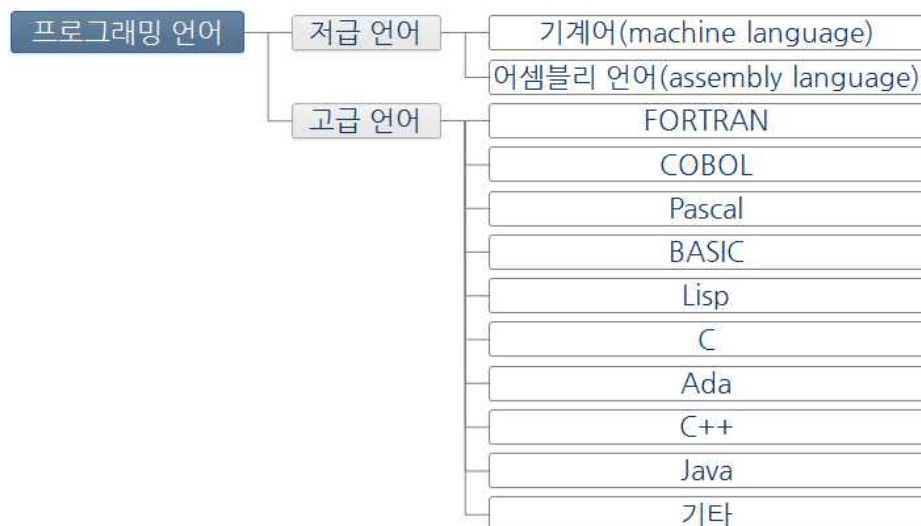 프로그래밍 언어
저급 언어
기계어(machine language)
어셈블리 언어(assembly language)
고급 언어
FORTRAN
COBOL
Pascal
BASIC
Lisp
C
Ada
C++
Java
기타